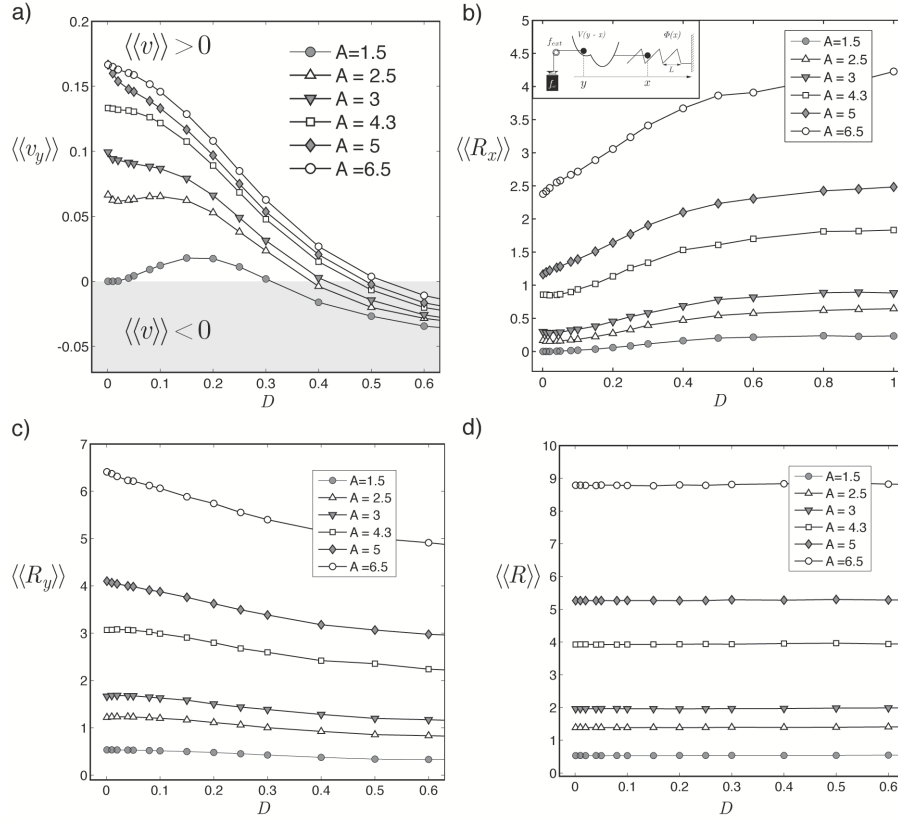 a)
⟨⟨v⟩⟩ > 0
⟨⟨v⟩⟩ < 0
A = 1.5
A = 2.5
A = 3
A = 4.3
A = 5
A =6.5
⟨⟨v_y⟩⟩
0.2
0.15
0.1
0.05
0
-0.05
0 0.1 0.2 0.3 0.4 0.5 0.6
D
b)
f_ext
V(y − x)
Φ(x)
L
y
x
A=1.5
A = 2.5
A = 3
A = 4.3
A = 5
A =6.5
⟨⟨R_x⟩⟩
5
4.5
4
2.5
2
1.5
1
0.5
0
0 0.2 0.4 0.6 0.8 1
D
c)
A=1.5
A = 2.5
A = 3
A = 4.3
A = 5
A =6.5
⟨⟨R_y⟩⟩
7
6
5
4
3
2
1
0
0 0.1 0.2 0.3 0.4 0.5 0.6
D
d)
A=1.5
A = 2.5
A = 3
A = 4.3
A = 5
A =6.5
⟨⟨R⟩⟩
10
9
8
7
6
5
4
3
2
1
0
0 0.1 0.2 0.3 0.4 0.5 0.6
D